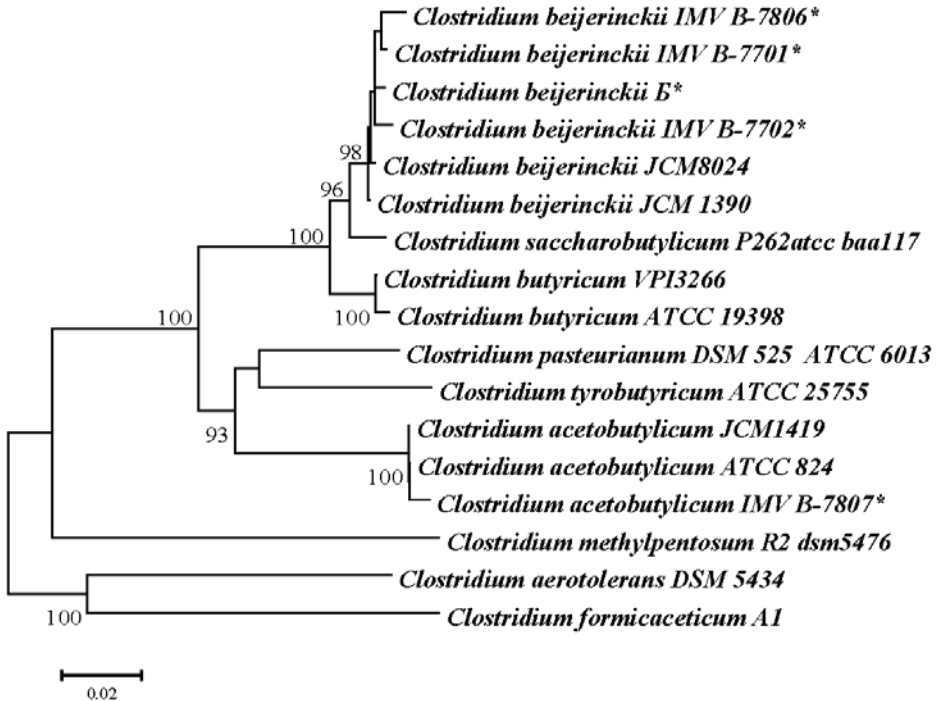 Clostridium beijerinckii IMV B-7806*
Clostridium beijerinckii IMV B-7701*
Clostridium beijerinckii Б*
Clostridium beijerinckii IMV B-7702*
98
Clostridium beijerinckii JCM8024
96
Clostridium beijerinckii JCM 1390
100
Clostridium saccharobutylicum P262atcc baa117
Clostridium butyricum VPI3266
100
100
Clostridium butyricum ATCC 19398
Clostridium pasteurianum DSM 525 ATCC 6013
Clostridium tyrobutyricum ATCC 25755
93
Clostridium acetobutylicum JCM1419
Clostridium acetobutylicum ATCC 824
100
Clostridium acetobutylicum IMV B-7807*
Clostridium methylpentosum R2 dsm5476
Clostridium aerotolerans DSM 5434
100
Clostridium formicaceticum A1
0.02